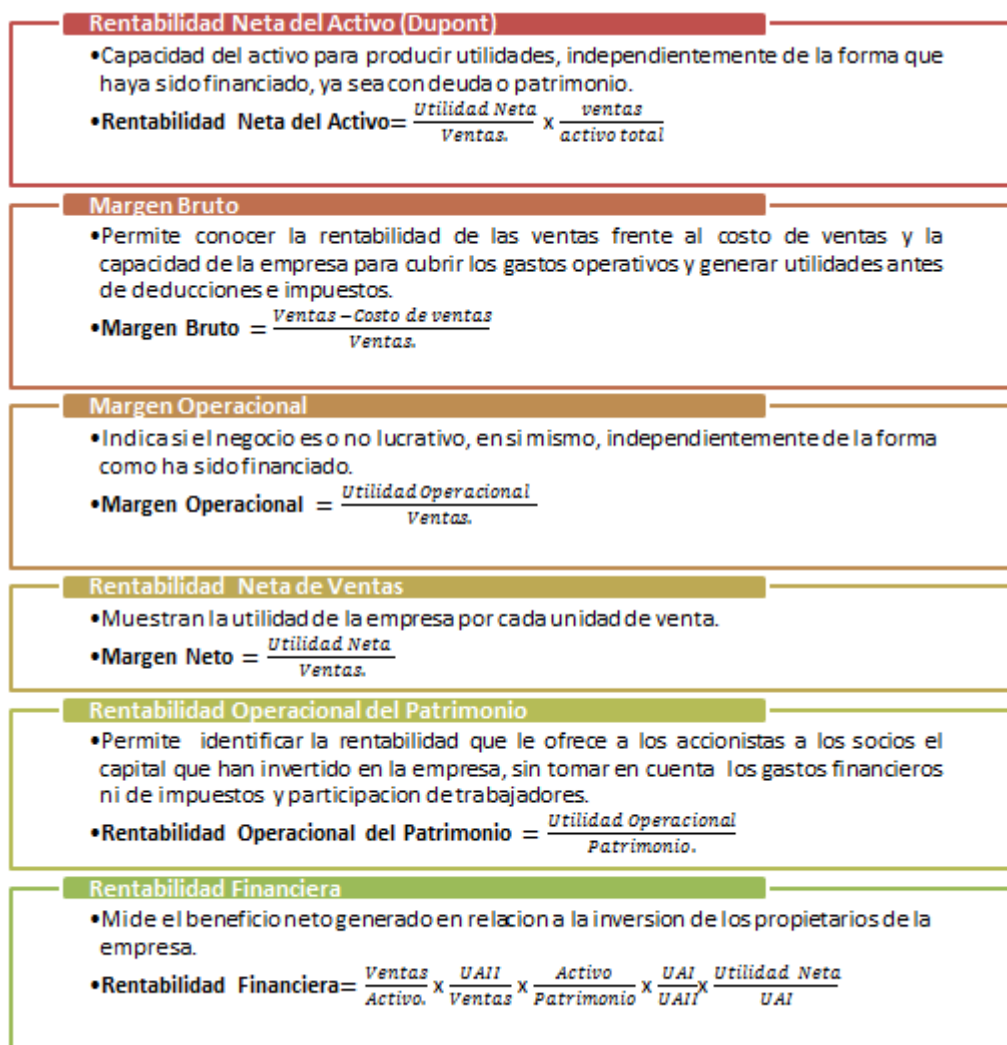 Rentabilidad Neta del Activo (Dupont)
•Capacidad del activo para producir utilidades, independientemente de la forma que
haya sido financiado, ya sea con deuda o patrimonio.
•Rentabilidad Neta del Activo= Utilidad Neta / Ventas. x ventas / activo total
Margen Bruto
•Permite conocer la rentabilidad de las ventas frente al costo de ventas y la
capacidad de la empresa para cubrir los gastos operativos y generar utilidades antes
de deducciones e impuestos.
•Margen Bruto = Ventas – Costo de ventas / Ventas.
Margen Operacional
•Indica si el negocio es o no lucrativo, en si mismo, independientemente de la forma
como ha sido financiado.
•Margen Operacional = Utilidad Operacional / Ventas.
Rentabilidad Neta de Ventas
•Muestran la utilidad de la empresa por cada unidad de venta.
•Margen Neto = Utilidad Neta / Ventas.
Rentabilidad Operacional del Patrimonio
•Permite identificar la rentabilidad que le ofrece a los accionistas a los socios el
capital que han invertido en la empresa, sin tomar en cuenta los gastos financieros
ni de impuestos y participacion de trabajadores.
•Rentabilidad Operacional del Patrimonio = Utilidad Operacional / Patrimonio.
Rentabilidad Financiera
•Mide el beneficio neto generado en relacion a la inversion de los propietarios de la
empresa.
•Rentabilidad Financiera= Ventas / Activo. x UAII / Ventas x Activo / Patrimonio x UAI / UAII x Utilidad Neta / UAI